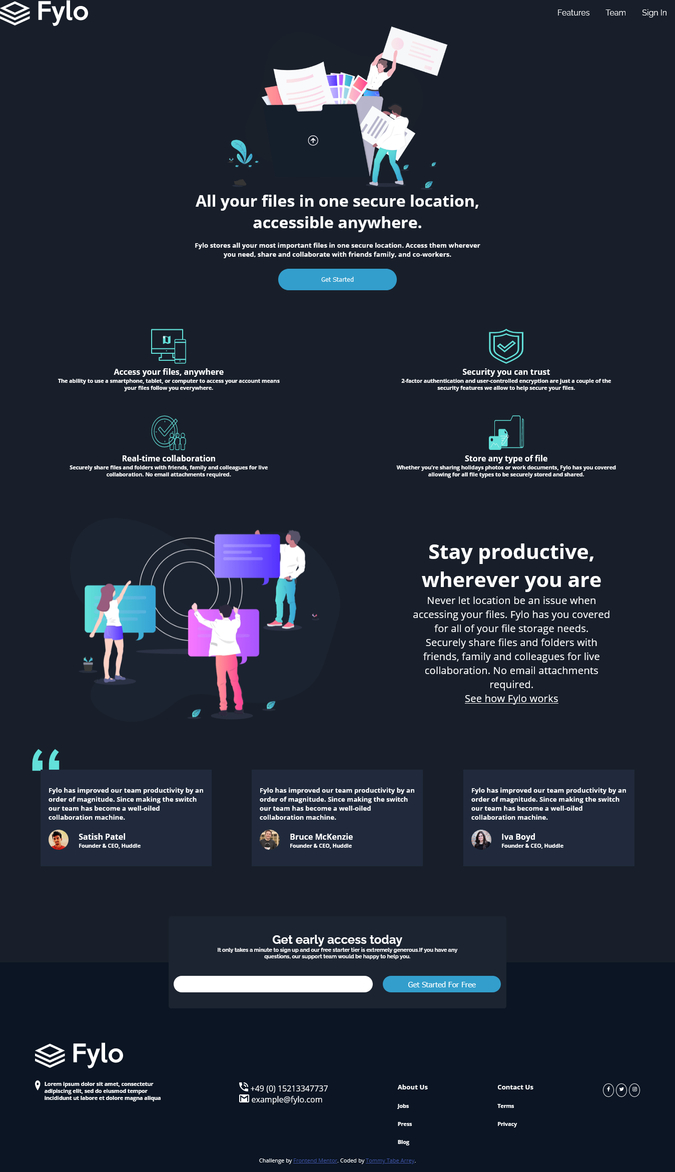 Fylo
Features Team Sign In
All your files in one secure location,
accessible anywhere.
Fylo stores all your most important files in one secure location. Access them wherever
you need, share and collaborate with friends family, and co-workers.
Get Started
Access your files, anywhere
The ability to use a smartphone, tablet, or computer to access your account means
your files follow you everywhere.
Security you can trust
2-factor authentication and user-controlled encryption are just a couple of the
security features we allow to help secure your files.
Real-time collaboration
Securely share files and folders with friends, family and colleagues for live
collaboration. No email attachments required.
Store any type of file
Whether you're sharing holidays photos or work documents, Fylo has you covered
allowing for all file types to be securely stored and shared.
Stay productive,
wherever you are
Never let location be an issue when
accessing your files. Fylo has you covered
for all of your file storage needs.
Securely share files and folders with
friends, family and colleagues for live
collaboration. No email attachments
required.
See how Fylo works
Fylo has improved our team productivity by an
order of magnitude. Since making the switch
our team has become a well-oiled
collaboration machine.
Satish Patel
Founder & CEO, Huddle
Fylo has improved our team productivity by an
order of magnitude. Since making the switch
our team has become a well-oiled
collaboration machine.
Bruce McKenzie
Founder & CEO, Huddle
Fylo has improved our team productivity by an
order of magnitude. Since making the switch
our team has become a well-oiled
collaboration machine.
Iva Boyd
Founder & CEO, Huddle
Get early access today
It only takes a minute to sign up and our free starter tier is extremely generous.If you have any
questions, our support team would be happy to help you.
Get Started For Free
Fylo
Lorem ipsum dolor sit amet, consectetur
adipiscing elit, sed do eiusmod tempor
incididunt ut labore et dolore magna aliqua
+49 (0) 15213347737
example@fylo.com
About Us
Jobs
Press
Blog
Contact Us
Terms
Privacy
Challenge by Frontend Mentor. Coded by Tommy Tabe Arrey.